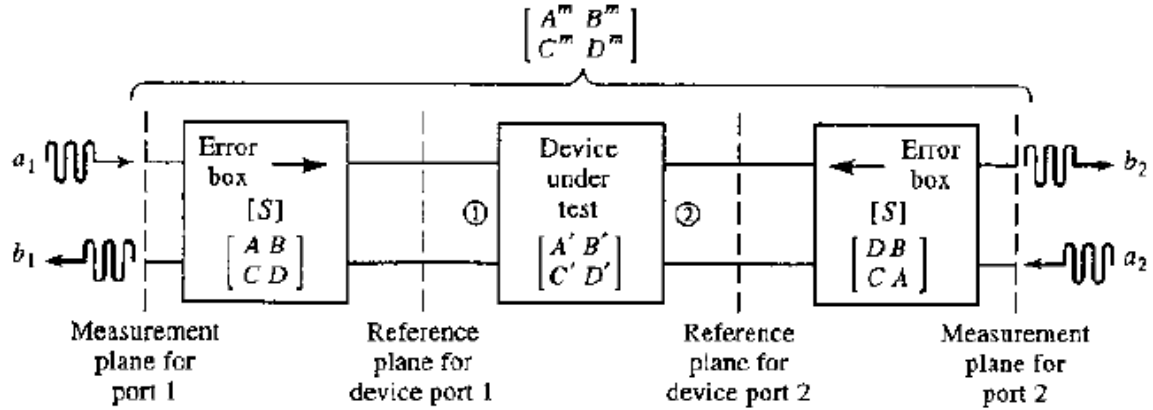 [ A^m B^m
C^m D^m ]
a1
b1
Error
box
[S]
[ A B
C D ]
①
Device
under
test
[ A′ B′
C′ D′ ]
②
Error
box
[S]
[ D B
C A ]
b2
a2
Measurement
plane for
port 1
Reference
plane for
device port 1
Reference
plane for
device port 2
Measurement
plane for
port 2